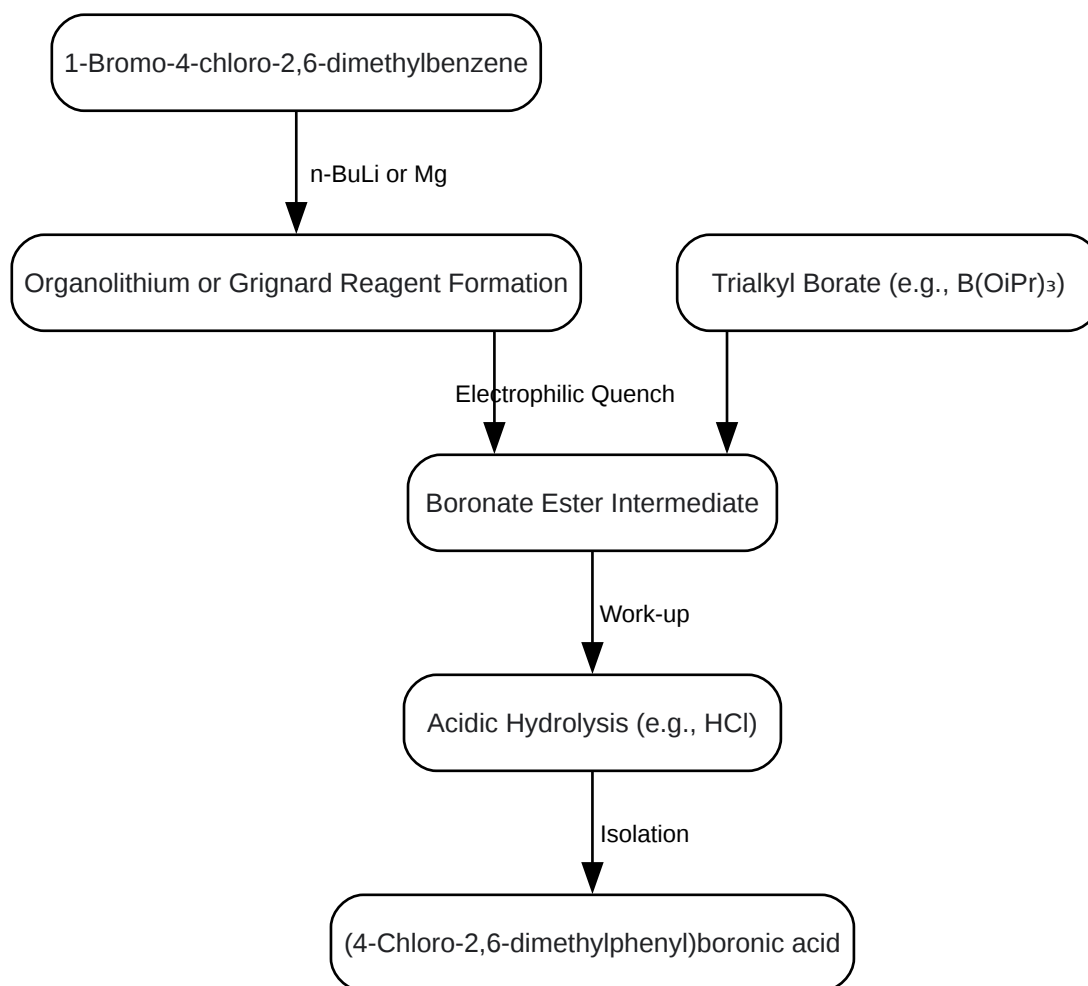 1-Bromo-4-chloro-2,6-dimethylbenzene
n-BuLi or Mg
Organolithium or Grignard Reagent Formation
Trialkyl Borate (e.g., B(OiPr)₃)
Electrophilic Quench
Boronate Ester Intermediate
Work-up
Acidic Hydrolysis (e.g., HCl)
Isolation
(4-Chloro-2,6-dimethylphenyl)boronic acid